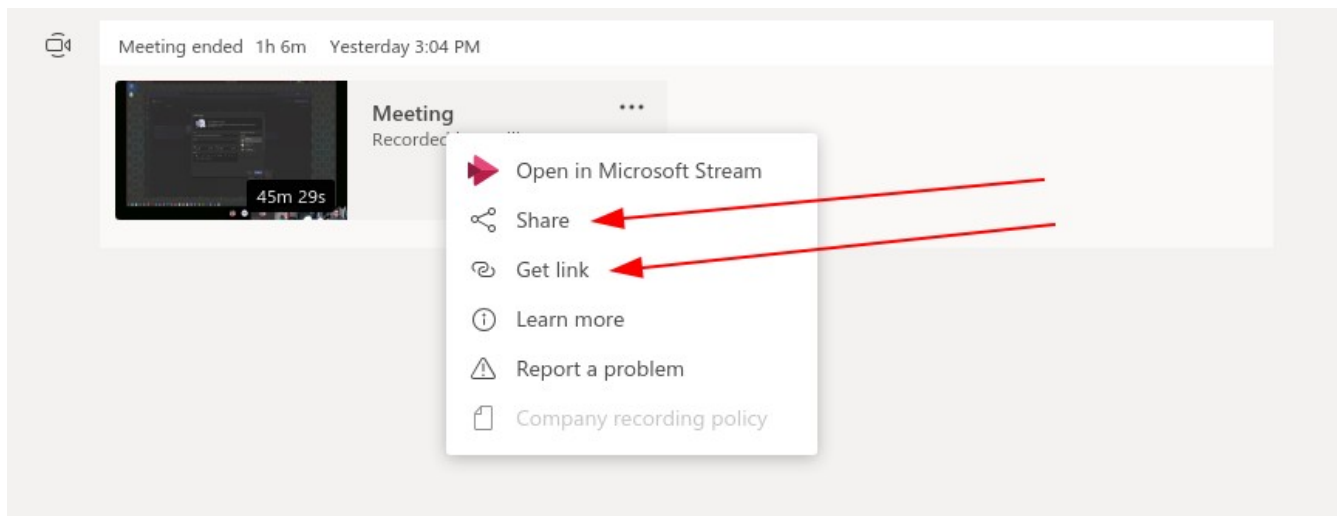 Meeting ended 1h 6m Yesterday 3:04 PM
Meeting
Recorded
45m 29s
Open in Microsoft Stream
Share
Get link
Learn more
Report a problem
Company recording policy